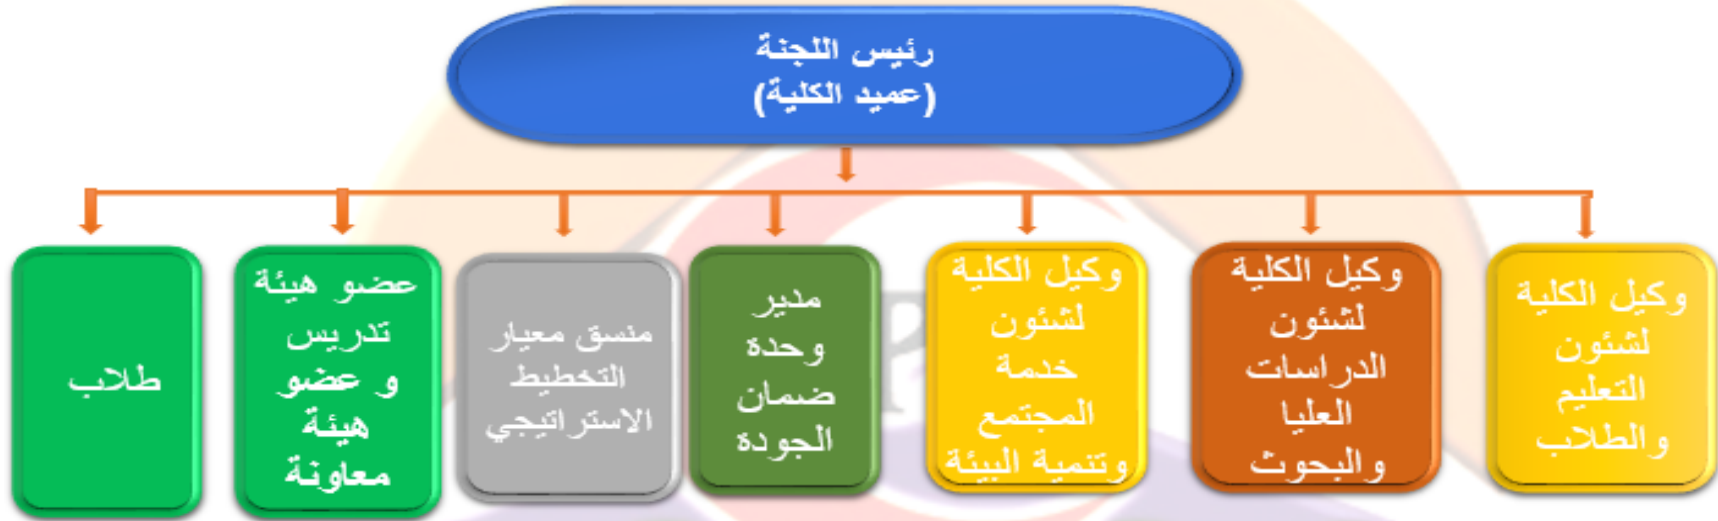 رئيس اللجنة
(عميد الكلية)
وكيل الكلية
لشئون
التعليم
والطلاب
وكيل الكلية
لشئون
الدراسات
العليا
والبحوث
وكيل الكلية
لشئون
خدمة
المجتمع
وتنمية البيئة
مدير
وحدة
ضمان
الجودة
منسق معيار
التخطيط
الاستراتيجي
عضو هيئة
تدريس
و عضو
هيئة
معاونة
طلاب